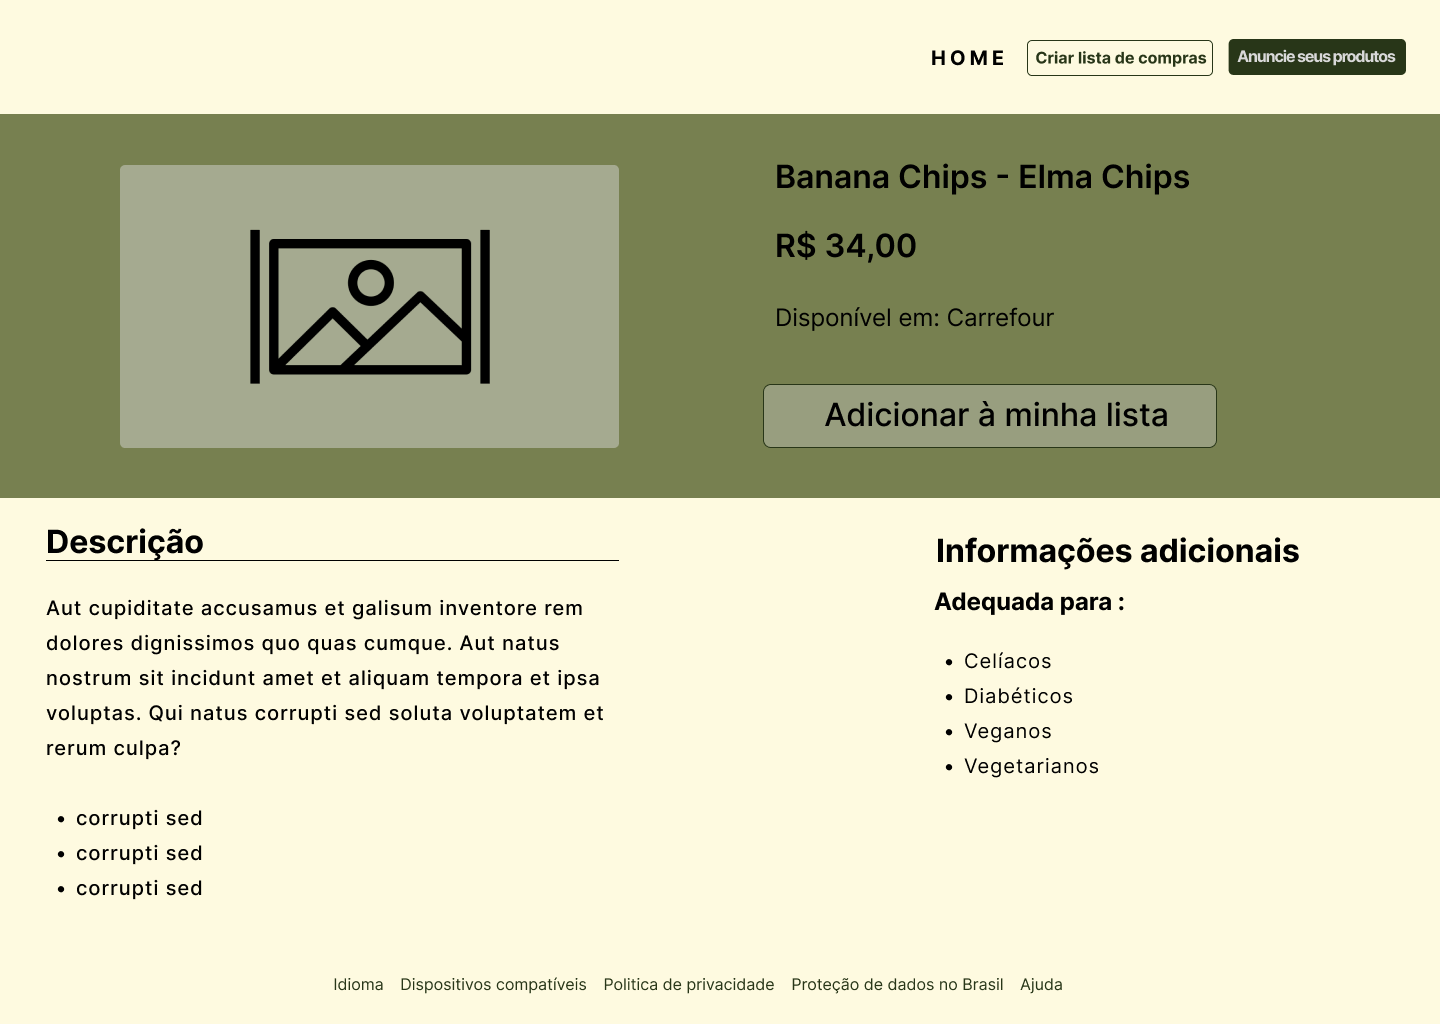 HOME
Criar lista de compras
Anuncie seus produtos
Banana Chips - Elma Chips
R$ 34,00
Disponível em: Carrefour
Adicionar à minha lista
Descrição
Aut cupiditate accusamus et galisum inventore rem
dolores dignissimos quo quas cumque. Aut natus
nostrum sit incidunt amet et aliquam tempora et ipsa
voluptas. Qui natus corrupti sed soluta voluptatem et
rerum culpa?
• corrupti sed
• corrupti sed
• corrupti sed
Informações adicionais
Adequada para :
• Celíacos
• Diabéticos
• Veganos
• Vegetarianos
Idioma Dispositivos compatíveis Politica de privacidade Proteção de dados no Brasil Ajuda